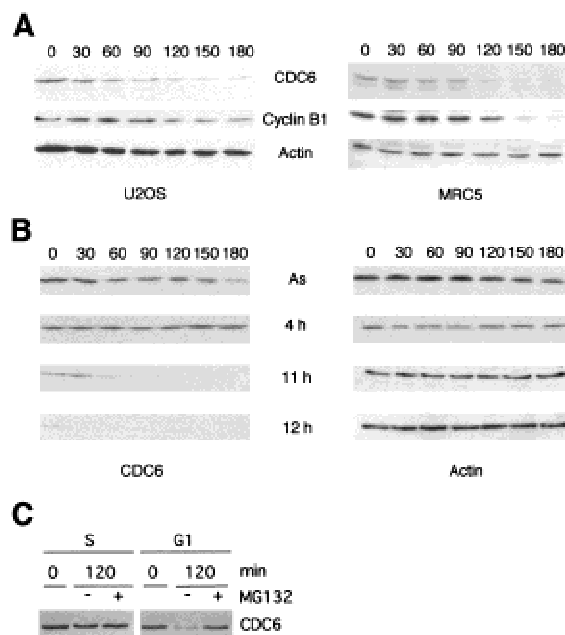 A
0 30 60 90 120 150 180 0 30 60 90 120 150 180
CDC6
Cyclin B1
Actin
U2OS MRC5
B
0 30 60 90 120 150 180 0 30 60 90 120 150 180
As
4 h
11 h
12 h
CDC6 Actin
C
S G1
0 120 0 120 min
- + - + MG132
CDC6